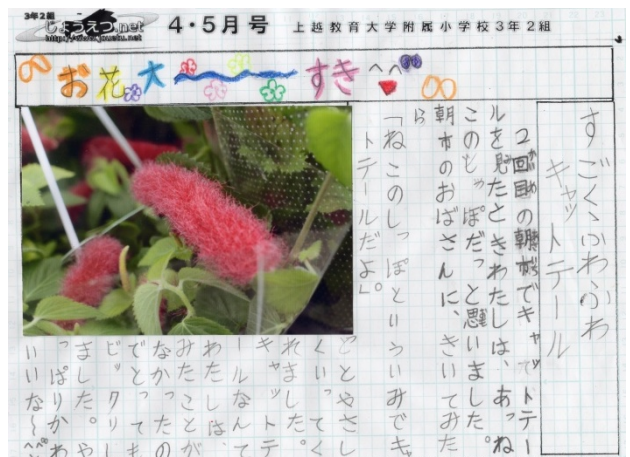 3年2組
じょうえつ.net
4・5月号
上越教育大学附属小学校3年2組
お花大～すき
すごく、ふわふわ
キャットテール
2回目の朝市でキャットテー
ルを見たときわたしは、あっね
このしっぽだっと思いました。
朝市のおばさんに、きいてみた
ら
「ねこのしっぽといういみでキャッ
トテールだよ」。
ととやさし
くいってく
れました。
キャットテ
ールなんて
わたしは、
みたことが
なかったの
でとっても
ビックリし
ました。や
っぱりかわ
いいな～